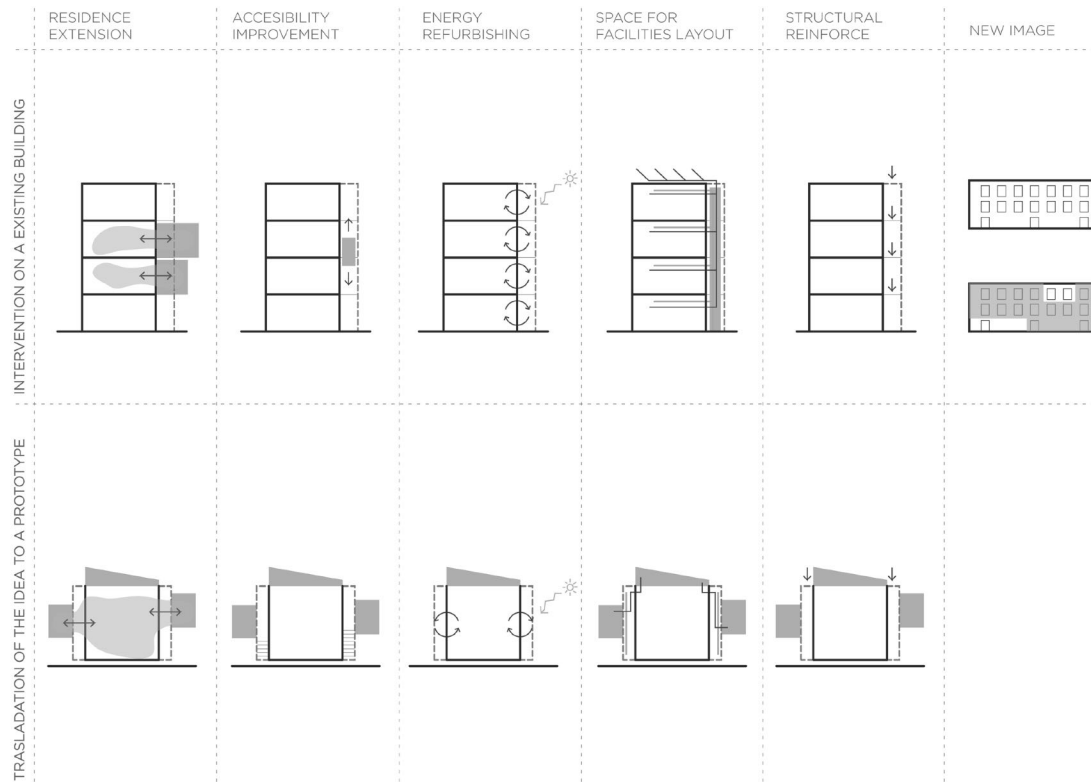 RESIDENCE
EXTENSION
ACCESIBILITY
IMPROVEMENT
ENERGY
REFURBISHING
SPACE FOR
FACILITIES LAYOUT
STRUCTURAL
REINFORCE
NEW IMAGE
INTERVENTION ON A EXISTING BUILDING
TRASLADATION OF THE IDEA TO A PROTOTYPE